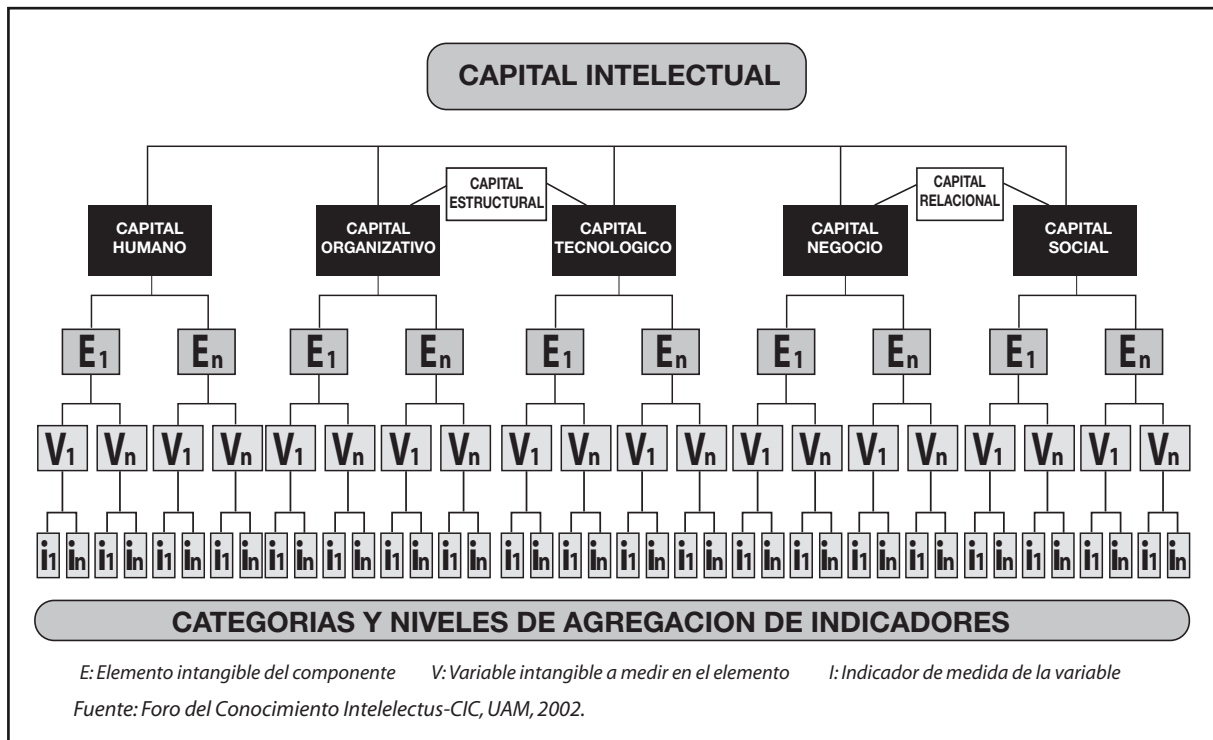 CAPITAL INTELECTUAL
CAPITAL
ESTRUCTURAL
CAPITAL
RELACIONAL
CAPITAL
HUMANO
CAPITAL
ORGANIZATIVO
CAPITAL
TECNOLOGICO
CAPITAL
NEGOCIO
CAPITAL
SOCIAL
E1 En E1 En E1 En E1 En E1 En
V1 Vn V1 Vn V1 Vn V1 Vn V1 Vn V1 Vn V1 Vn V1 Vn V1 Vn V1 Vn
i1 in i1 in i1 in i1 in i1 in i1 in i1 in i1 in i1 in i1 in i1 in i1 in i1 in i1 in i1 in i1 in i1 in i1 in i1 in i1 in
CATEGORIAS Y NIVELES DE AGREGACION DE INDICADORES
E: Elemento intangible del componente V: Variable intangible a medir en el elemento I: Indicador de medida de la variable
Fuente: Foro del Conocimiento Intelelectus-CIC, UAM, 2002.